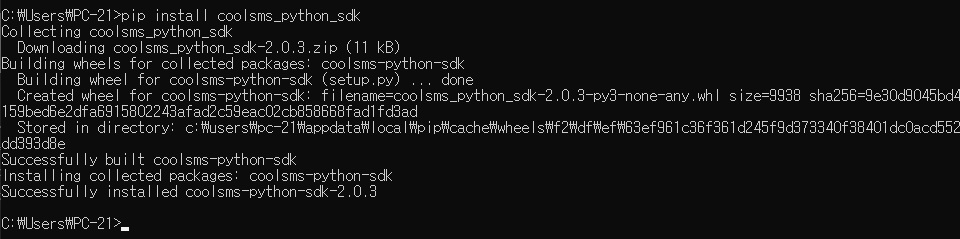 C:₩Users₩PC-21>pip install coolsms_python_sdk
Collecting coolsms_python_sdk
  Downloading coolsms_python_sdk-2.0.3.zip (11 kB)
Building wheels for collected packages: coolsms-python-sdk
  Building wheel for coolsms-python-sdk (setup.py) ... done
  Created wheel for coolsms-python-sdk: filename=coolsms_python_sdk-2.0.3-py3-none-any.whl size=9938 sha256=9e30d9045bd4
159bed6e2dfa6915802243afad2c59eac02cb858668fad1fd3ad
  Stored in directory: c:₩users₩pc-21₩appdata₩local₩pip₩cache₩wheels₩f2₩df₩ef₩63ef961c36f361d245f9d373340f38401dc0acd552
dd393d8e
Successfully built coolsms-python-sdk
Installing collected packages: coolsms-python-sdk
Successfully installed coolsms-python-sdk-2.0.3
C:₩Users₩PC-21>